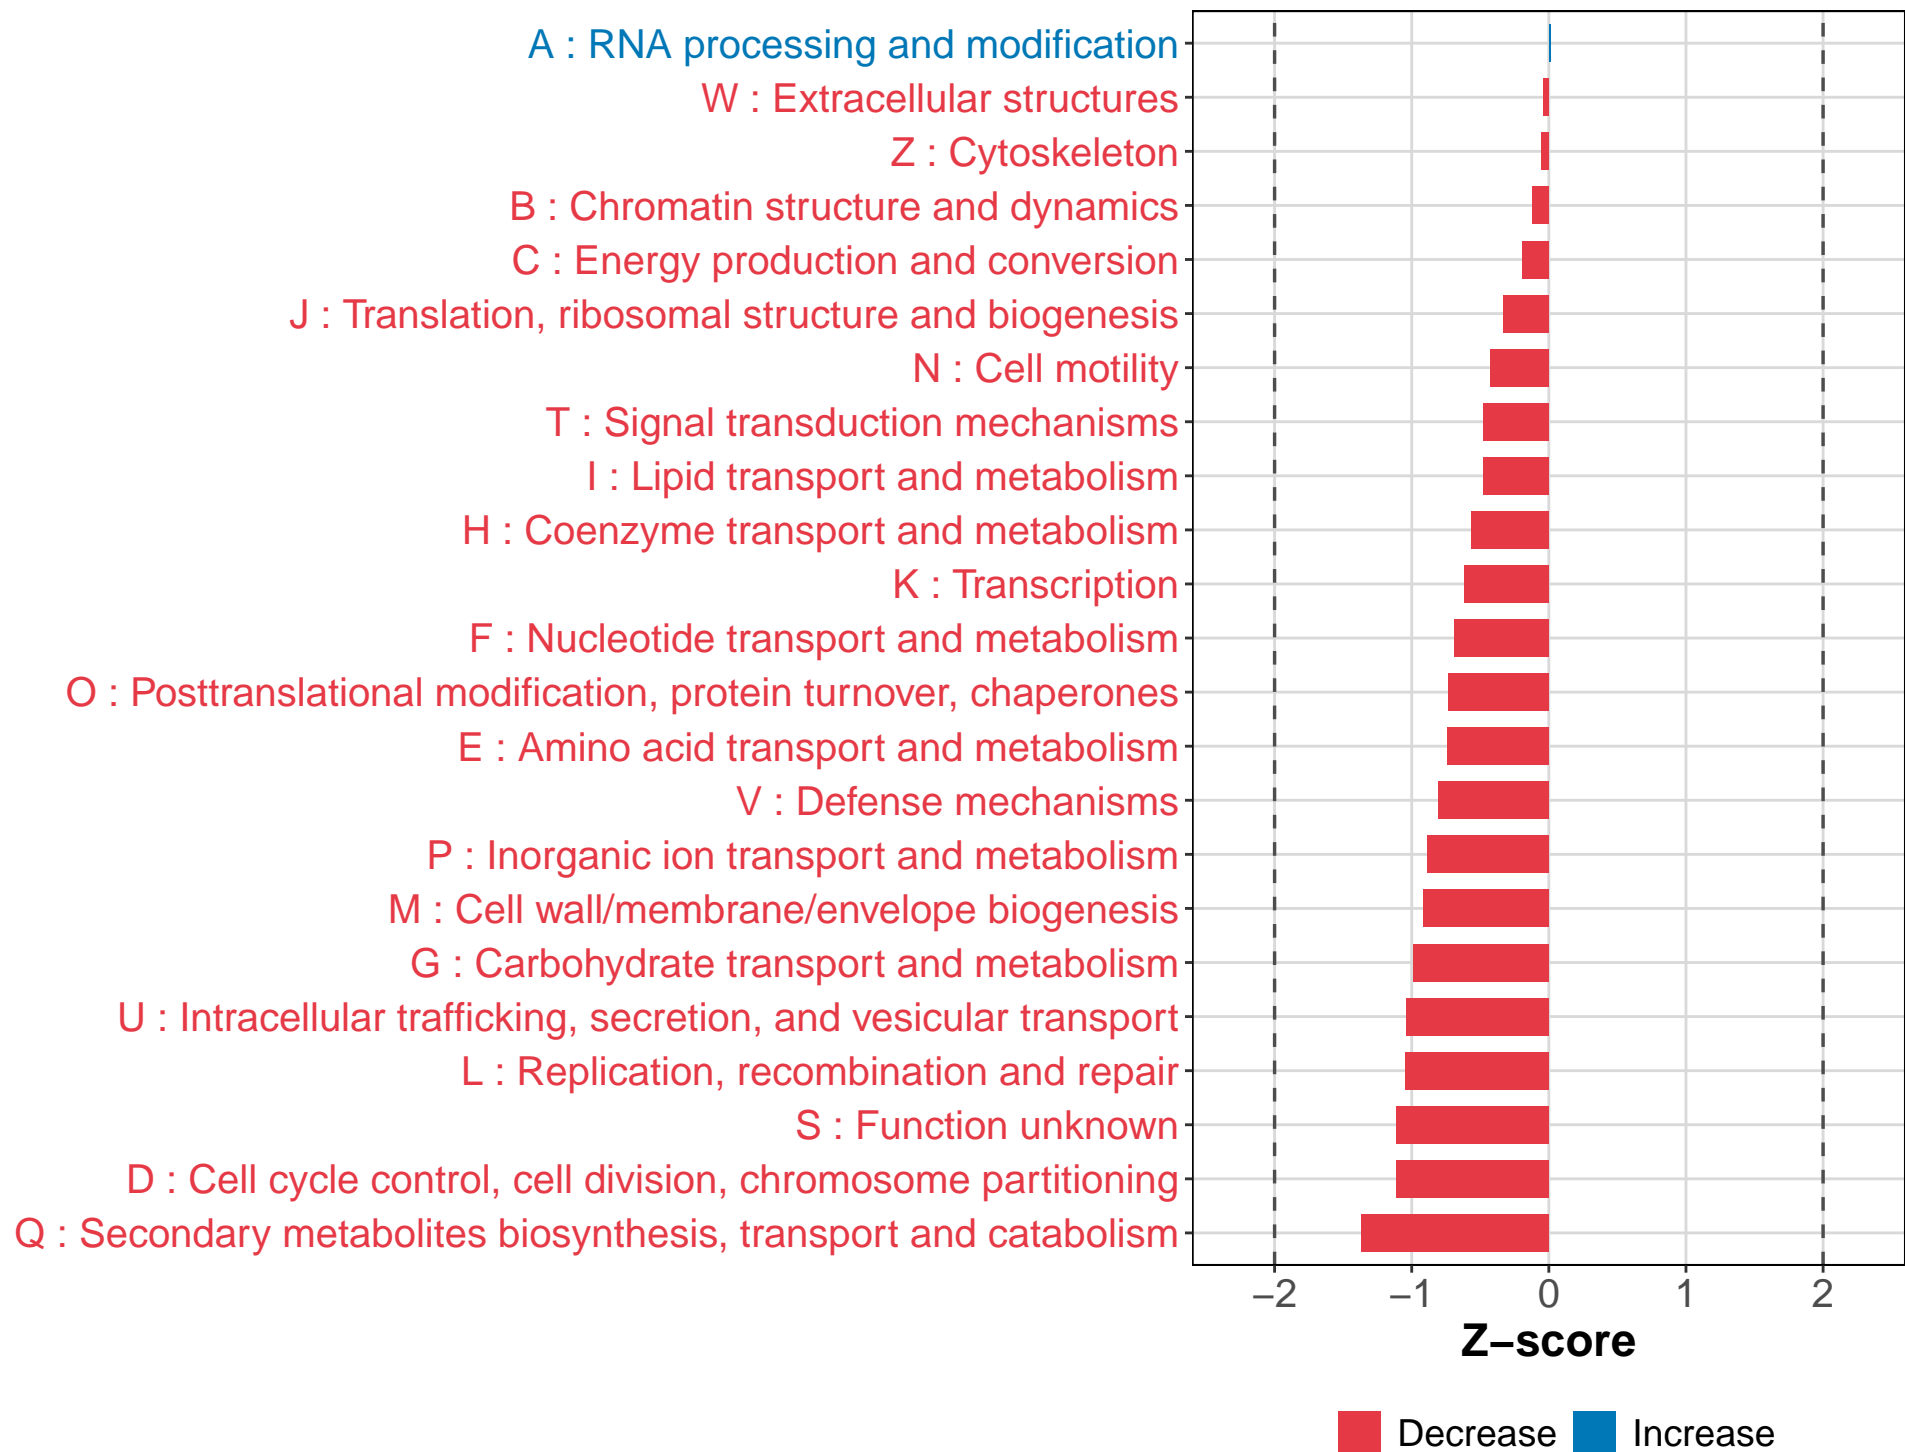 A : RNA processing and modification
W : Extracellular structures
Z : Cytoskeleton
B : Chromatin structure and dynamics
C : Energy production and conversion
J : Translation, ribosomal structure and biogenesis
N : Cell motility
T : Signal transduction mechanisms
I : Lipid transport and metabolism
H : Coenzyme transport and metabolism
K : Transcription
F : Nucleotide transport and metabolism
O : Posttranslational modification, protein turnover, chaperones
E : Amino acid transport and metabolism
V : Defense mechanisms
P : Inorganic ion transport and metabolism
M : Cell wall/membrane/envelope biogenesis
G : Carbohydrate transport and metabolism
U : Intracellular trafficking, secretion, and vesicular transport
L : Replication, recombination and repair
S : Function unknown
D : Cell cycle control, cell division, chromosome partitioning
Q : Secondary metabolites biosynthesis, transport and catabolism
−2 −1 0 1 2
Z−score
Decrease Increase